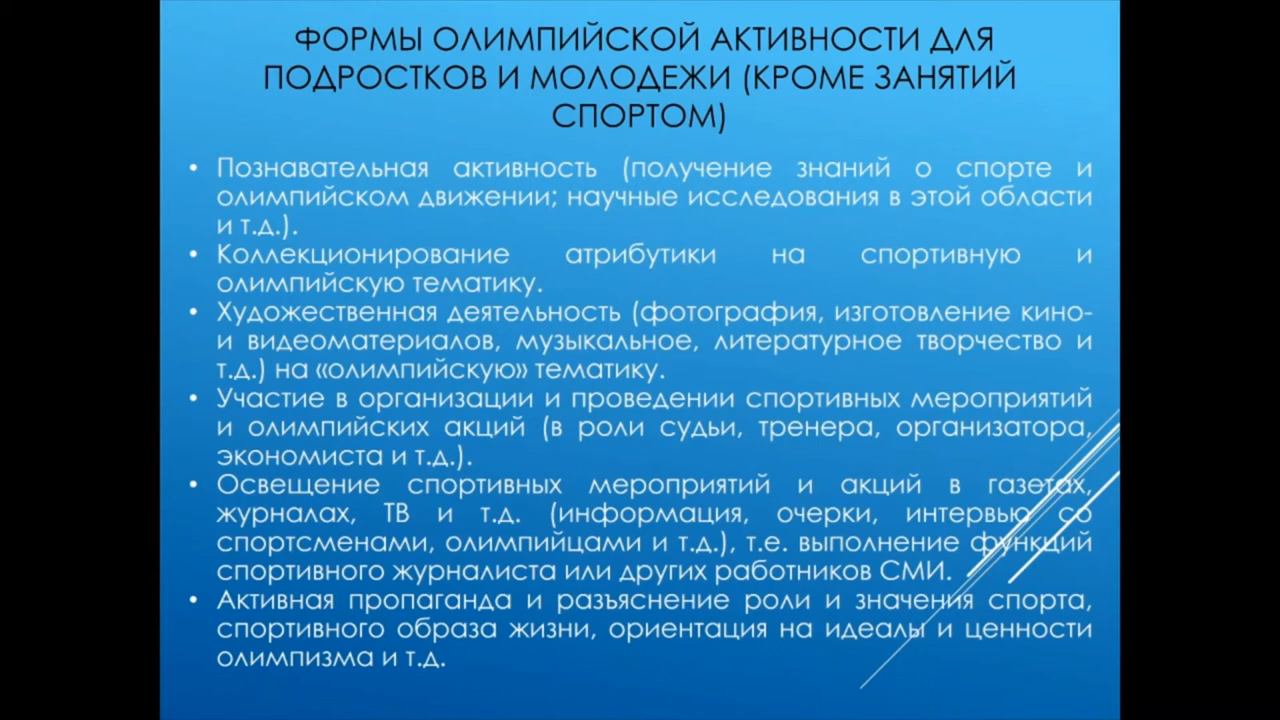 ФОРМЫ ОЛИМПИЙСКОЙ АКТИВНОСТИ ДЛЯ
ПОДРОСТКОВ И МОЛОДЕЖИ (КРОМЕ ЗАНЯТИЙ
СПОРТОМ)
• Познавательная активность (получение знаний о спорте и
олимпийском движении; научные исследования в этой области
и т.д.).
• Коллекционирование атрибутики на спортивную и
олимпийскую тематику.
• Художественная деятельность (фотография, изготовление кино-
и видеоматериалов, музыкальное, литературное творчество и
т.д.) на «олимпийскую» тематику.
• Участие в организации и проведении спортивных мероприятий
и олимпийских акций (в роли судьи, тренера, организатора,
экономиста и т.д.).
• Освещение спортивных мероприятий и акций в газетах,
журналах, ТВ и т.д. (информация, очерки, интервью со
спортсменами, олимпийцами и т.д.), т.е. выполнение функций
спортивного журналиста или других работников СМИ.
• Активная пропаганда и разъяснение роли и значения спорта,
спортивного образа жизни, ориентация на идеалы и ценности
олимпизма и т.д.